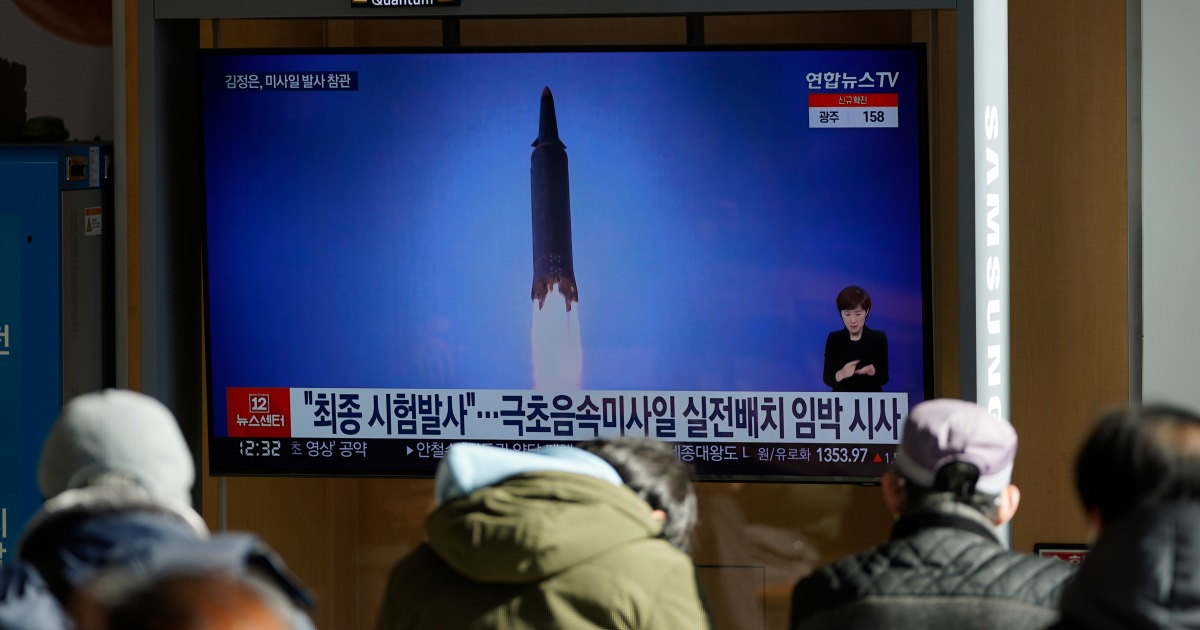 Quantum
김정은, 미사일 발사 참관
연합뉴스TV
신규확진
광주 158
SAMSUNG
12
뉴스센터
"최종 시험발사"…극초음속미사일 실전배치 임박 시사
12:32 초 영상' 공약 ▶안철 세종대왕도 원/유로화 1353.97 ▲